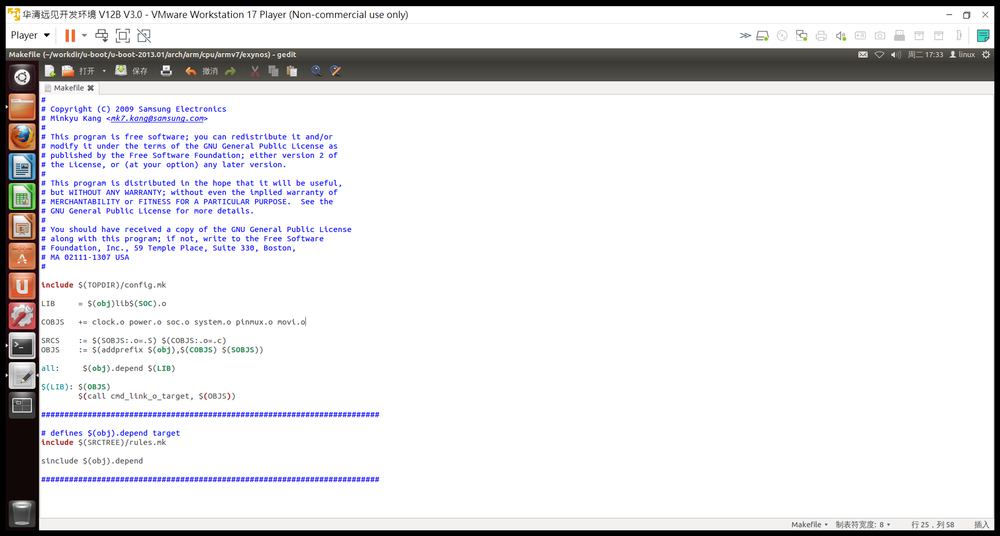 华清远见开发环境 V12B V3.0 - VMware Workstation 17 Player (Non-commercial use only)
Player
Makefile (~/workdir/u-boot/u-boot-2013.01/arch/arm/cpu/armv7/exynos) - gedit
周二 17:33 linux
打开 保存 撤消
Makefile
#
# Copyright (C) 2009 Samsung Electronics
# Minkyu Kang <mk7.kang@samsung.com>
#
# This program is free software; you can redistribute it and/or
# modify it under the terms of the GNU General Public License as
# published by the Free Software Foundation; either version 2 of
# the License, or (at your option) any later version.
#
# This program is distributed in the hope that it will be useful,
# but WITHOUT ANY WARRANTY; without even the implied warranty of
# MERCHANTABILITY or FITNESS FOR A PARTICULAR PURPOSE.  See the
# GNU General Public License for more details.
#
# You should have received a copy of the GNU General Public License
# along with this program; if not, write to the Free Software
# Foundation, Inc., 59 Temple Place, Suite 330, Boston,
# MA 02111-1307 USA
#
include $(TOPDIR)/config.mk
LIB     = $(obj)lib$(SOC).o
COBJS   += clock.o power.o soc.o system.o pinmux.o movi.o
SRCS    := $(SOBJS:.o=.S) $(COBJS:.o=.c)
OBJS    := $(addprefix $(obj),$(COBJS) $(SOBJS))
all:     $(obj).depend $(LIB)
$(LIB): $(OBJS)
        $(call cmd_link_o_target, $(OBJS))
#########################################################################
# defines $(obj).depend target
include $(SRCTREE)/rules.mk
sinclude $(obj).depend
#########################################################################
Makefile 制表符宽度: 8 行 25，列 58 插入